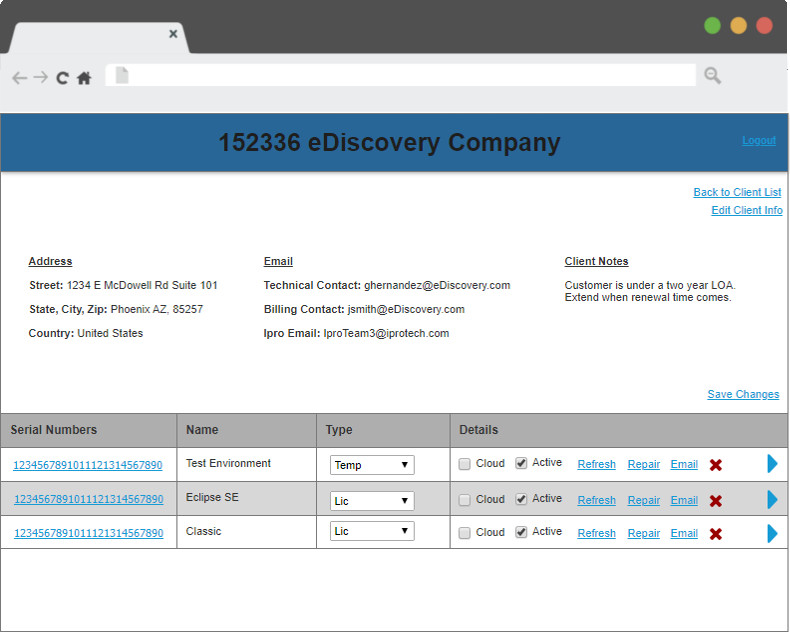 152336 eDiscovery Company
Logout
Back to Client List
Edit Client Info
Address
Street: 1234 E McDowell Rd Suite 101
State, City, Zip: Phoenix AZ, 85257
Country: United States
Email
Technical Contact: ghernandez@eDiscovery.com
Billing Contact: jsmith@eDiscovery.com
Ipro Email: IproTeam3@iprotech.com
Client Notes
Customer is under a two year LOA.
Extend when renewal time comes.
Save Changes
Serial Numbers Name Type Details
1234567891011121314567890 Test Environment Temp Cloud Active Refresh Repair Email
1234567891011121314567890 Eclipse SE Lic Cloud Active Refresh Repair Email
1234567891011121314567890 Classic Lic Cloud Active Refresh Repair Email